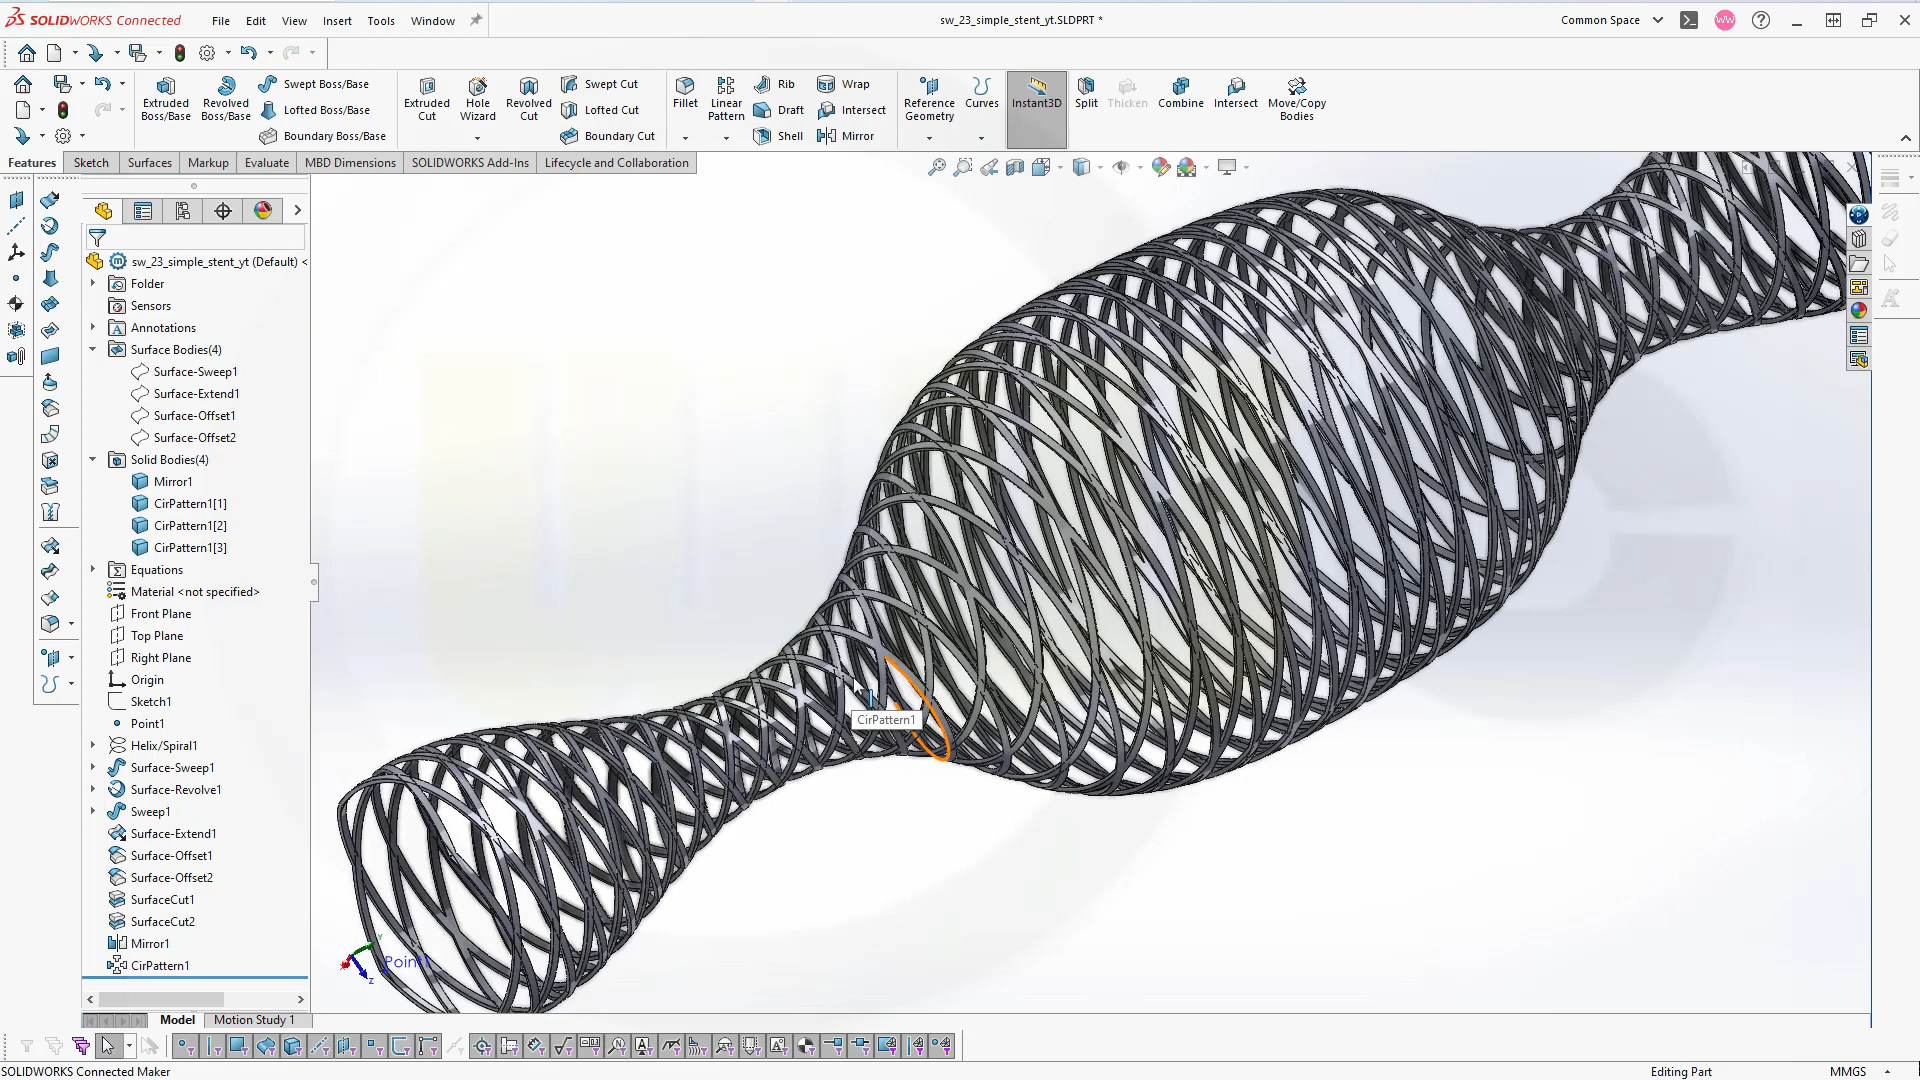 SOLIDWORKS Connected
File Edit View Insert Tools Window
sw_23_simple_stent_yt.SLDPRT *
Common Space
WW
Extruded Boss/Base
Revolved Boss/Base
Swept Boss/Base
Lofted Boss/Base
Boundary Boss/Base
Extruded Cut
Hole Wizard
Revolved Cut
Swept Cut
Lofted Cut
Boundary Cut
Fillet
Linear Pattern
Rib
Draft
Shell
Wrap
Intersect
Mirror
Reference Geometry
Curves
Instant3D
Split
Thicken
Combine
Intersect
Move/Copy Bodies
Features Sketch Surfaces Markup Evaluate MBD Dimensions SOLIDWORKS Add-Ins Lifecycle and Collaboration
sw_23_simple_stent_yt (Default) <
Folder
Sensors
Annotations
Surface Bodies(4)
Surface-Sweep1
Surface-Extend1
Surface-Offset1
Surface-Offset2
Solid Bodies(4)
Mirror1
CirPattern1[1]
CirPattern1[2]
CirPattern1[3]
Equations
Material <not specified>
Front Plane
Top Plane
Right Plane
Origin
Sketch1
Point1
Helix/Spiral1
Surface-Sweep1
Surface-Revolve1
Sweep1
Surface-Extend1
Surface-Offset1
Surface-Offset2
SurfaceCut1
SurfaceCut2
Mirror1
CirPattern1
CirPattern1
Y
Z
Point1
Model Motion Study 1
SOLIDWORKS Connected Maker
Editing Part
MMGS